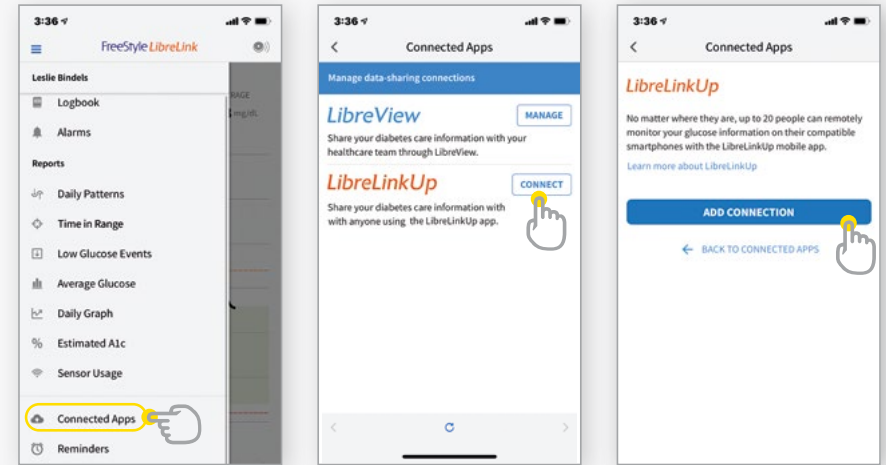 3:36
FreeStyle LibreLink
Leslie Bindels
Logbook
Alarms
Reports
Daily Patterns
Time in Range
Low Glucose Events
Average Glucose
Daily Graph
Estimated A1c
Sensor Usage
Connected Apps
Reminders
RAGE
mg/dL
3:36
Connected Apps
Manage data-sharing connections
LibreView
MANAGE
Share your diabetes care information with your
healthcare team through LibreView.
LibreLinkUp
CONNECT
Share your diabetes care information with
with anyone using the LibreLinkUp app.
3:36
Connected Apps
LibreLinkUp
No matter where they are, up to 20 people can remotely
monitor your glucose information on their compatible
smartphones with the LibreLinkUp mobile app.
Learn more about LibreLinkUp
ADD CONNECTION
BACK TO CONNECTED APPS